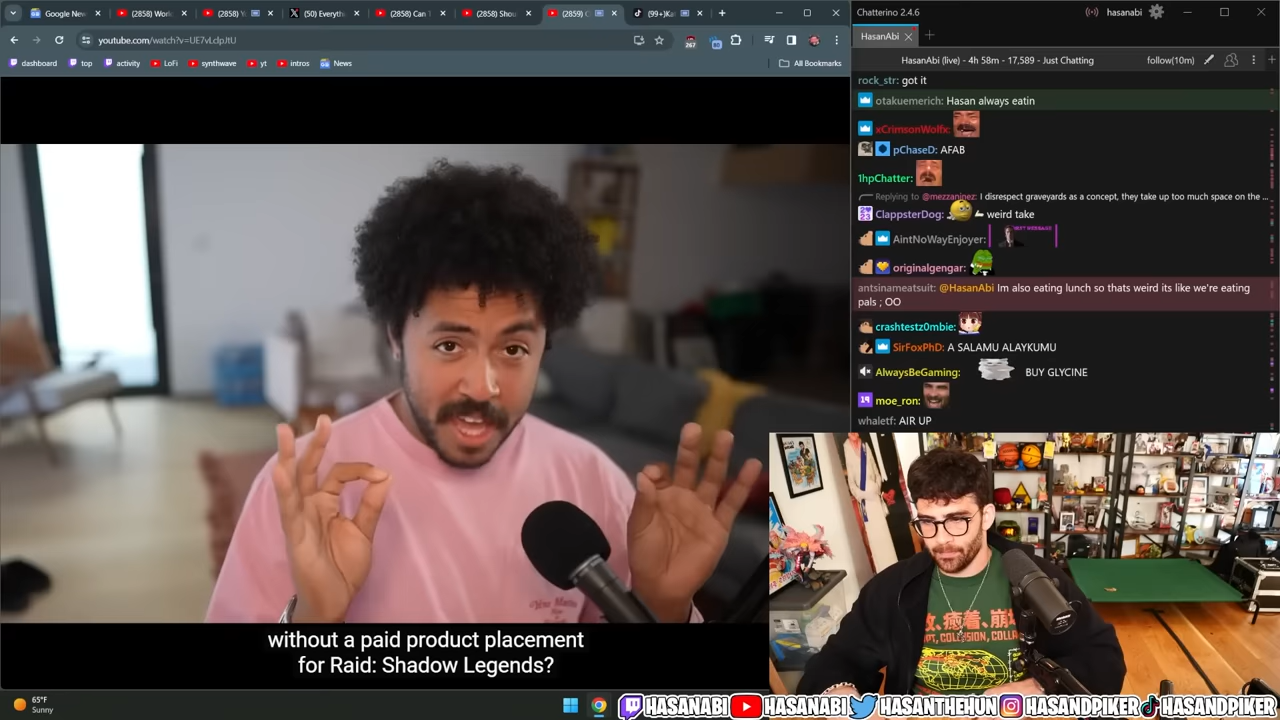 Google New
(2858) Wor
(2858) Y
(50) Everyth
(2858) Can
(2858) Shou
(2859)
(99+)
youtube.com/watch?v=UE7vLclpJtU
267
dashboard
top
activity
LoFi
synthwave
yt
intros
News
All Bookmarks
without a paid product placement
for Raid: Shadow Legends?
Chatterino 2.4.6
hasanabi
HasanAbi
HasanAbi (live) - 4h 58m - 17,589 - Just Chatting
follow(10m)
rock_str: got it
otakuemerich: Hasan always eatin
xCrimsonWolfx:
pChaseD: AFAB
1hpChatter:
Replying to @mezzaninez: I disrespect graveyards as a concept, they take up too much space on the ...
ClappsterDog: weird take
AintNoWayEnjoyer:
originalgengar:
antsinameatsuit: @HasanAbi Im also eating lunch so thats weird its like we're eating
pals ; OO
crashtestz0mbie:
SirFoxPhD: A SALAMU ALAYKUMU
AlwaysBeGaming: BUY GLYCINE
moe_ron:
whaletf: AIR UP
65°F
Sunny
HASANABI HASANABI HASANTHEHUN HASANDPIKER HASANDPIKER